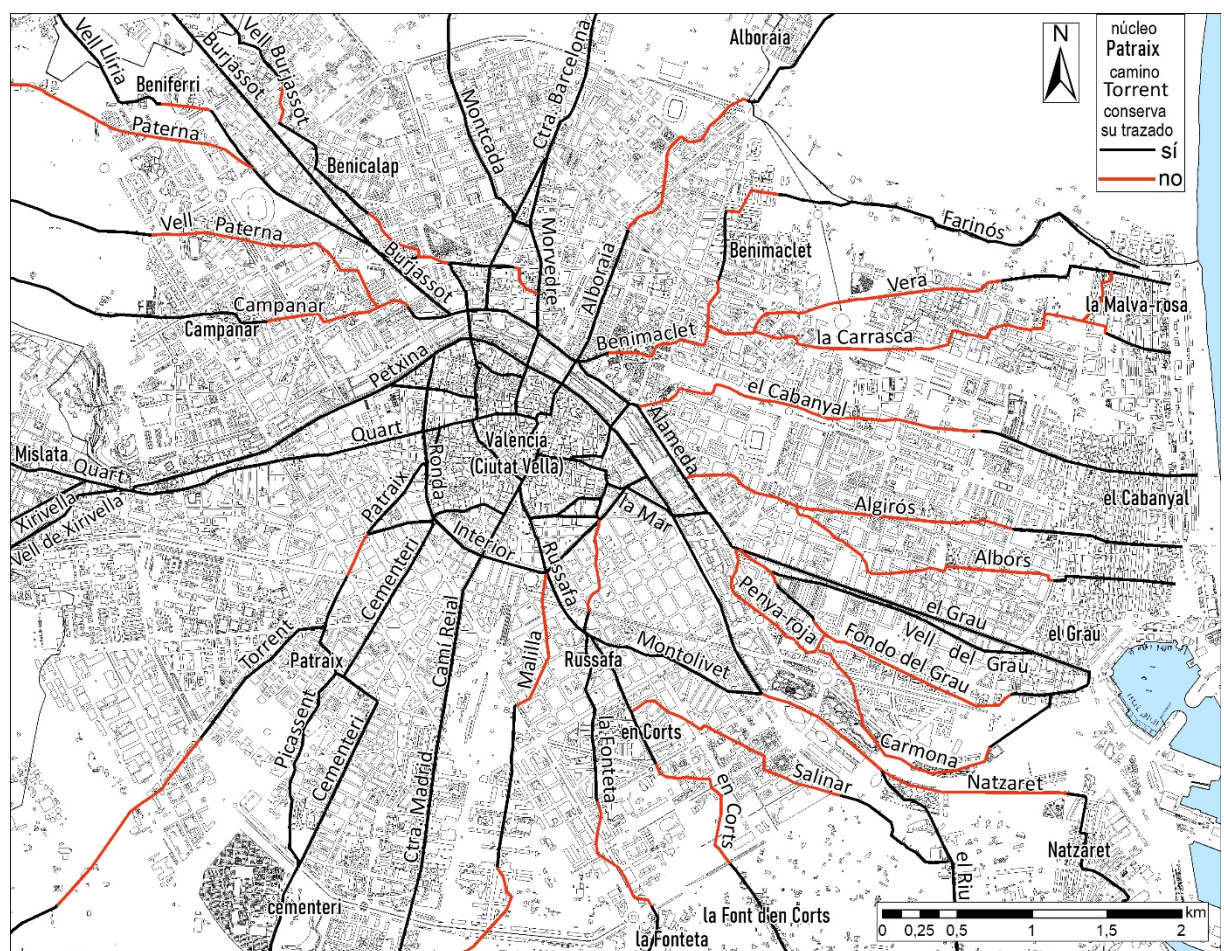 Vell Llíria
Burjassot
Vell Burjassot
Beniferri
Paterna
Benicalap
Montcada
Ctra. Barcelona
Alboraia
N
núcleo
Patraix
camino
Torrent
conserva
su trazado
sí
no
Vell Paterna
Burjassot
Morvedre
Alboraia
Benimaclet
Farinós
Campanar
Campanar
Petxina
Benimaclet
Vera
la Carrasca
la Malva-rosa
el Cabanyal
Alameda
Quart
Mislata
Quart
Xirivella
Vell de Xirivella
Patraix
Ronda
València
(Ciutat Vella)
Interior
la Mar
Algirós
el Cabanyal
Albors
Cementeri
Russafa
Penya-roja
el Grau
Vell del Grau
Fondo del Grau
el Grau
Torrent
Patraix
Camí Reial
Malilla
Russafa
Montolivet
Picassent
Cementeri
Ctra. Madrid
la Fonteta
en Corts
en Corts
Salinar
Carmona
Natzaret
Natzaret
el Riu
cementeri
la Fonteta
la Font d'en Corts
km
0 0,25 0,5 1 1,5 2